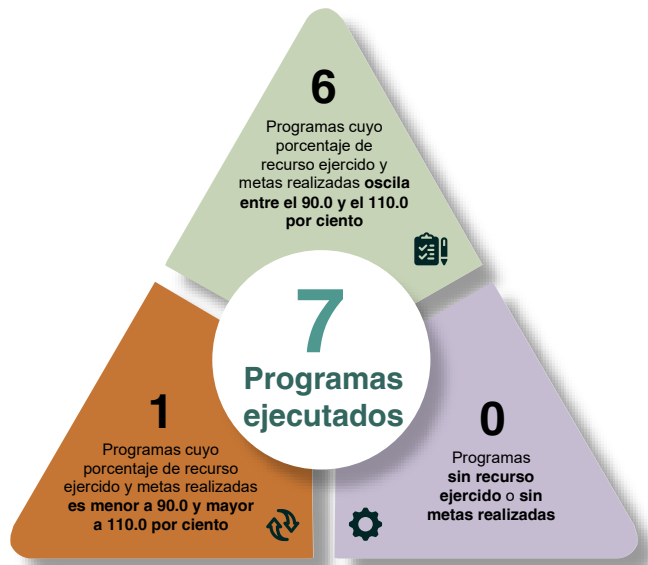 6
Programas cuyo
porcentaje de
recurso ejercido y
metas realizadas oscila
entre el 90.0 y el 110.0
por ciento
7
Programas
ejecutados
1
Programas cuyo
porcentaje de recurso
ejercido y metas realizadas
es menor a 90.0 y mayor
a 110.0 por ciento
0
Programas
sin recurso
ejercido o sin
metas realizadas